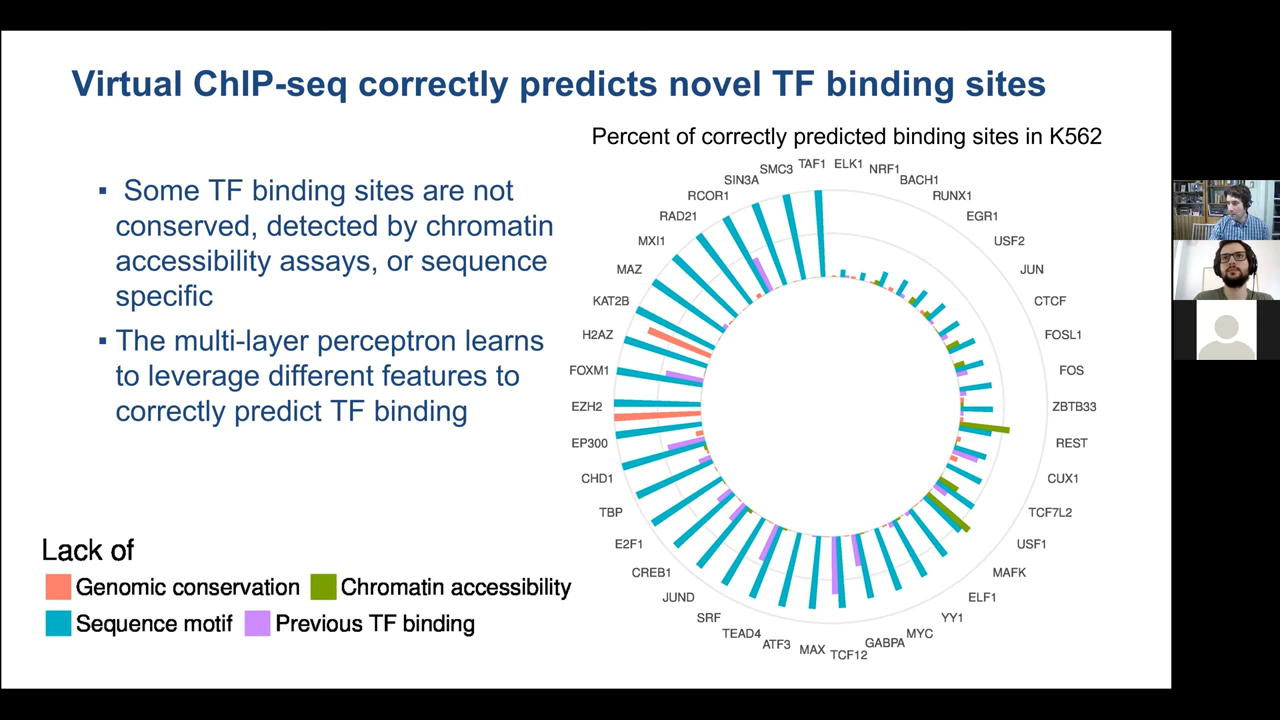 Virtual ChIP-seq correctly predicts novel TF binding sites
Percent of correctly predicted binding sites in K562
▪ Some TF binding sites are not
conserved, detected by chromatin
accessibility assays, or sequence
specific
▪ The multi-layer perceptron learns
to leverage different features to
correctly predict TF binding
Lack of
Genomic conservation
Chromatin accessibility
Sequence motif
Previous TF binding
TAF1
ELK1
NRF1
BACH1
RUNX1
EGR1
USF2
JUN
CTCF
FOSL1
FOS
ZBTB33
REST
CUX1
TCF7L2
USF1
MAFK
ELF1
YY1
MYC
GABPA
TCF12
MAX
ATF3
TEAD4
SRF
JUND
CREB1
E2F1
TBP
CHD1
EP300
EZH2
FOXM1
H2AZ
KAT2B
MAZ
MXI1
RAD21
RCOR1
SIN3A
SMC3